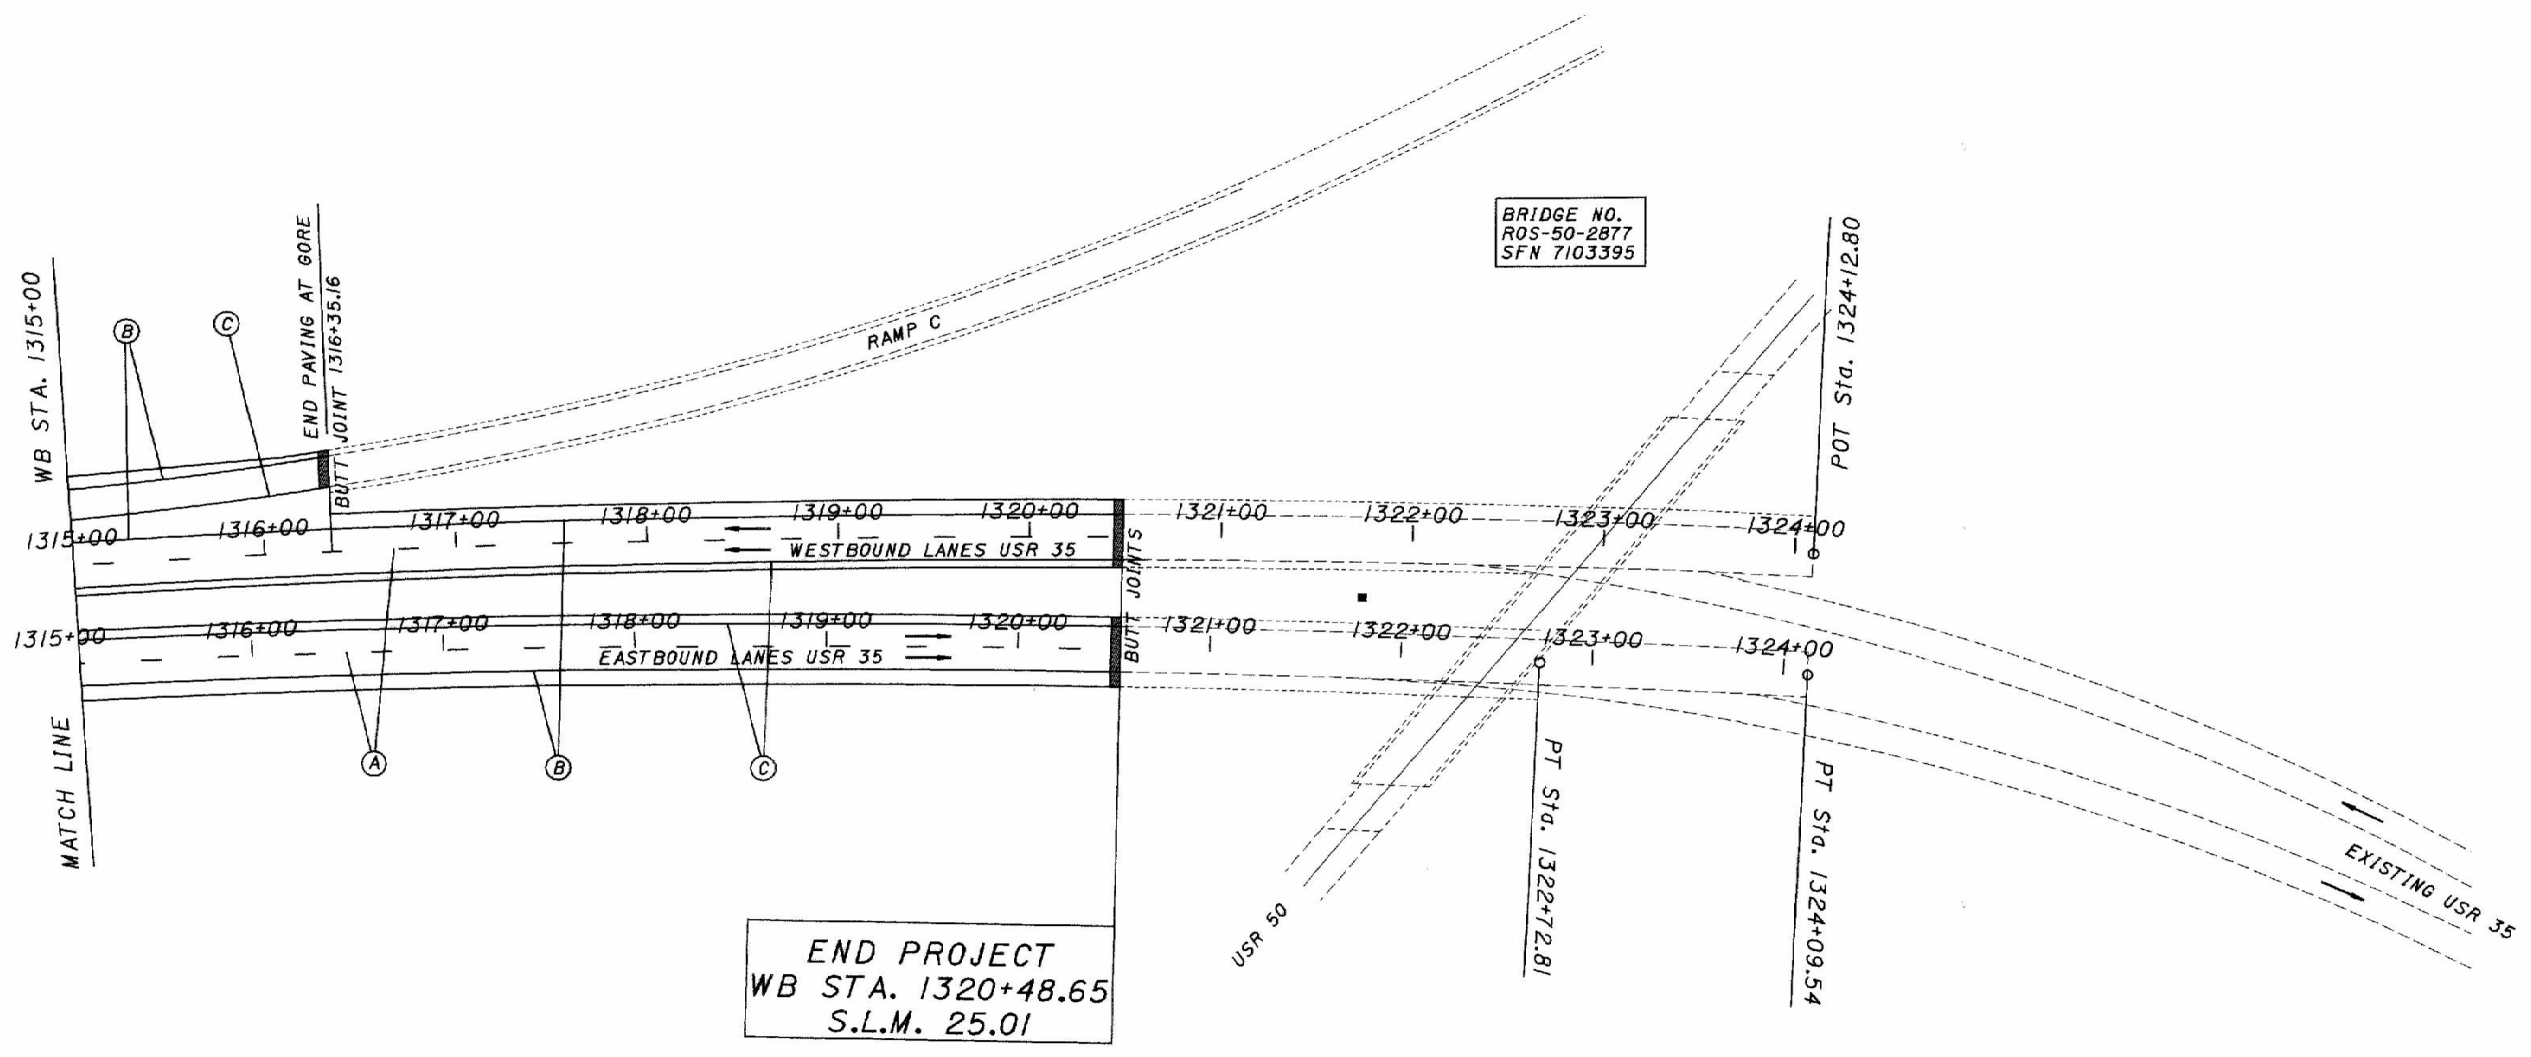 BRIDGE NO.
ROS-50-2877
SFN 7103395
POT Sta. 1324+12.80
WB STA. 1315+00
END PAVING AT GORE
BUTT JOINT 1316+35.16
B
C
RAMP C
1315+00
1316+00
1317+00
1318+00
1319+00
1320+00
1321+00
1322+00
1323+00
1324+00
WESTBOUND LANES USR 35
BUTT JOINTS
1315+00
1316+00
1317+00
1318+00
1319+00
1320+00
1321+00
1322+00
1323+00
1324+00
EASTBOUND LANES USR 35
MATCH LINE
A
B
C
PT Sta. 1322+72.81
PT Sta. 1324+09.54
EXISTING USR 35
USR 50
END PROJECT
WB STA. 1320+48.65
S.L.M. 25.01